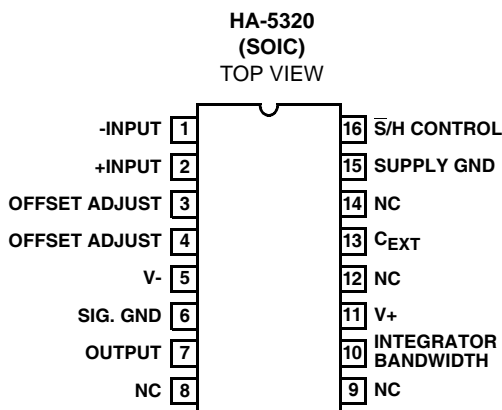 HA-5320
(SOIC)
TOP VIEW
-INPUT 1
+INPUT 2
OFFSET ADJUST 3
OFFSET ADJUST 4
V- 5
SIG. GND 6
OUTPUT 7
NC 8
16 S̅/H CONTROL
15 SUPPLY GND
14 NC
13 CEXT
12 NC
11 V+
10 INTEGRATOR
BANDWIDTH
9 NC